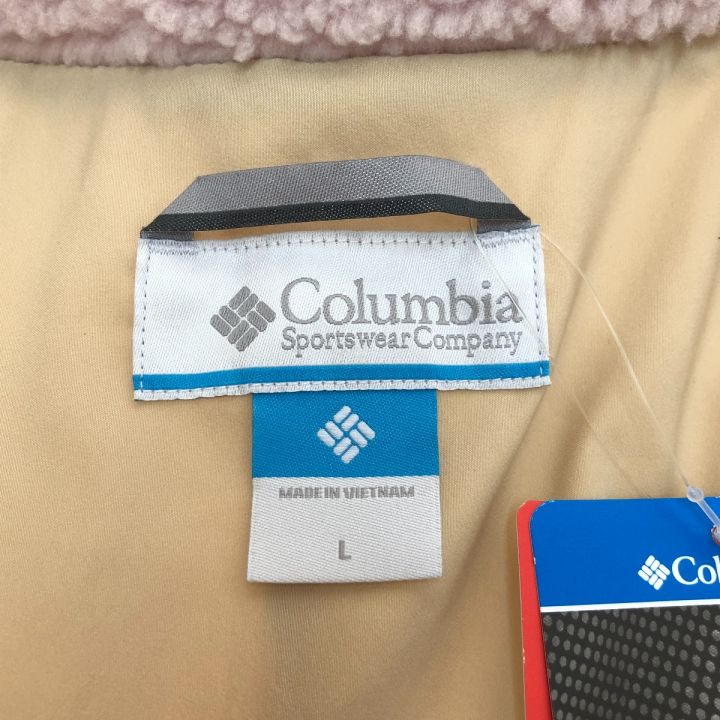 Columbia
Sportswear Company
MADE IN VIETNAM
L
Col